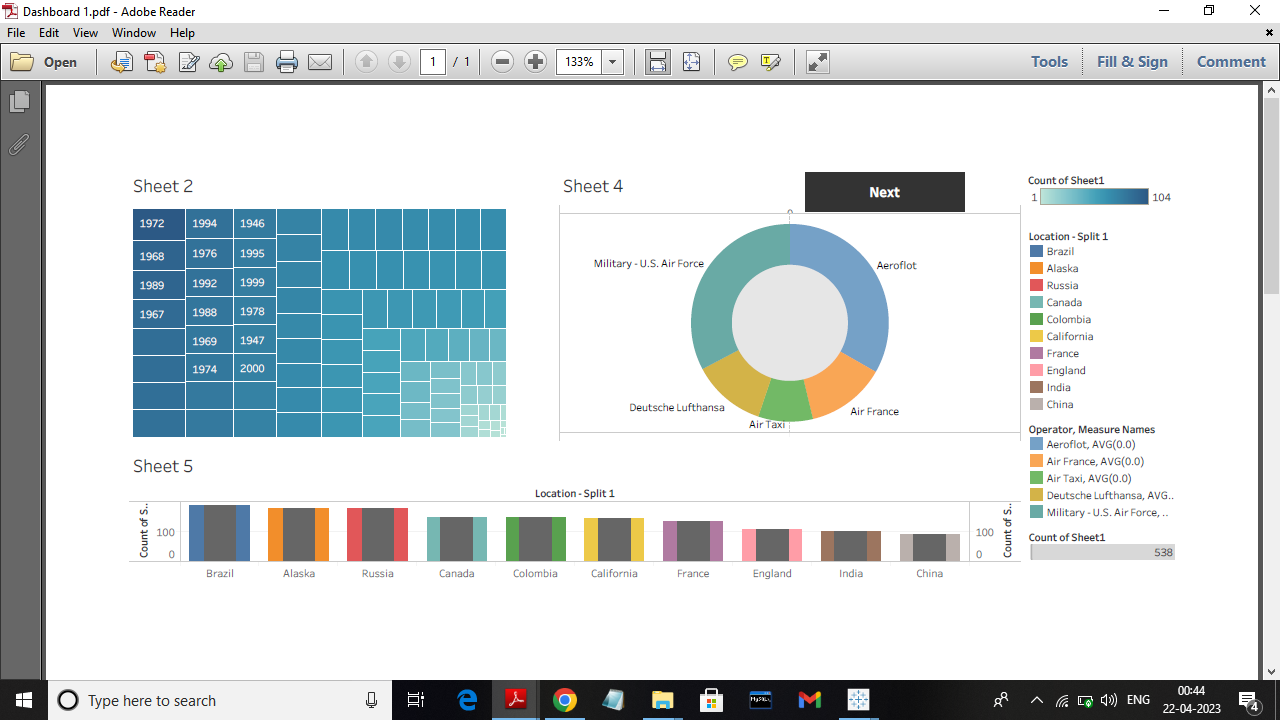 Dashboard 1.pdf - Adobe Reader
File Edit View Window Help
Open 1 / 1 133% Tools Fill & Sign Comment
Sheet 2
1972 1994 1946
1968 1976 1995
1989 1992 1999
1967 1988 1978
1969 1947
1974 2000
Sheet 4
Next
0
Military - U.S. Air Force
Aeroflot
Deutsche Lufthansa
Air France
Air Taxi
Count of Sheet1
1 104
Location - Split 1
Brazil
Alaska
Russia
Canada
Colombia
California
France
England
India
China
Operator, Measure Names
Aeroflot, AVG(0.0)
Air France, AVG(0.0)
Air Taxi, AVG(0.0)
Deutsche Lufthansa, AVG..
Military - U.S. Air Force, ..
Count of Sheet1
538
Sheet 5
Location - Split 1
Count of S..
100
0
100
0
Count of S..
Brazil Alaska Russia Canada Colombia California France England India China
Type here to search
MySQL
ENG
00:44
22-04-2023
4